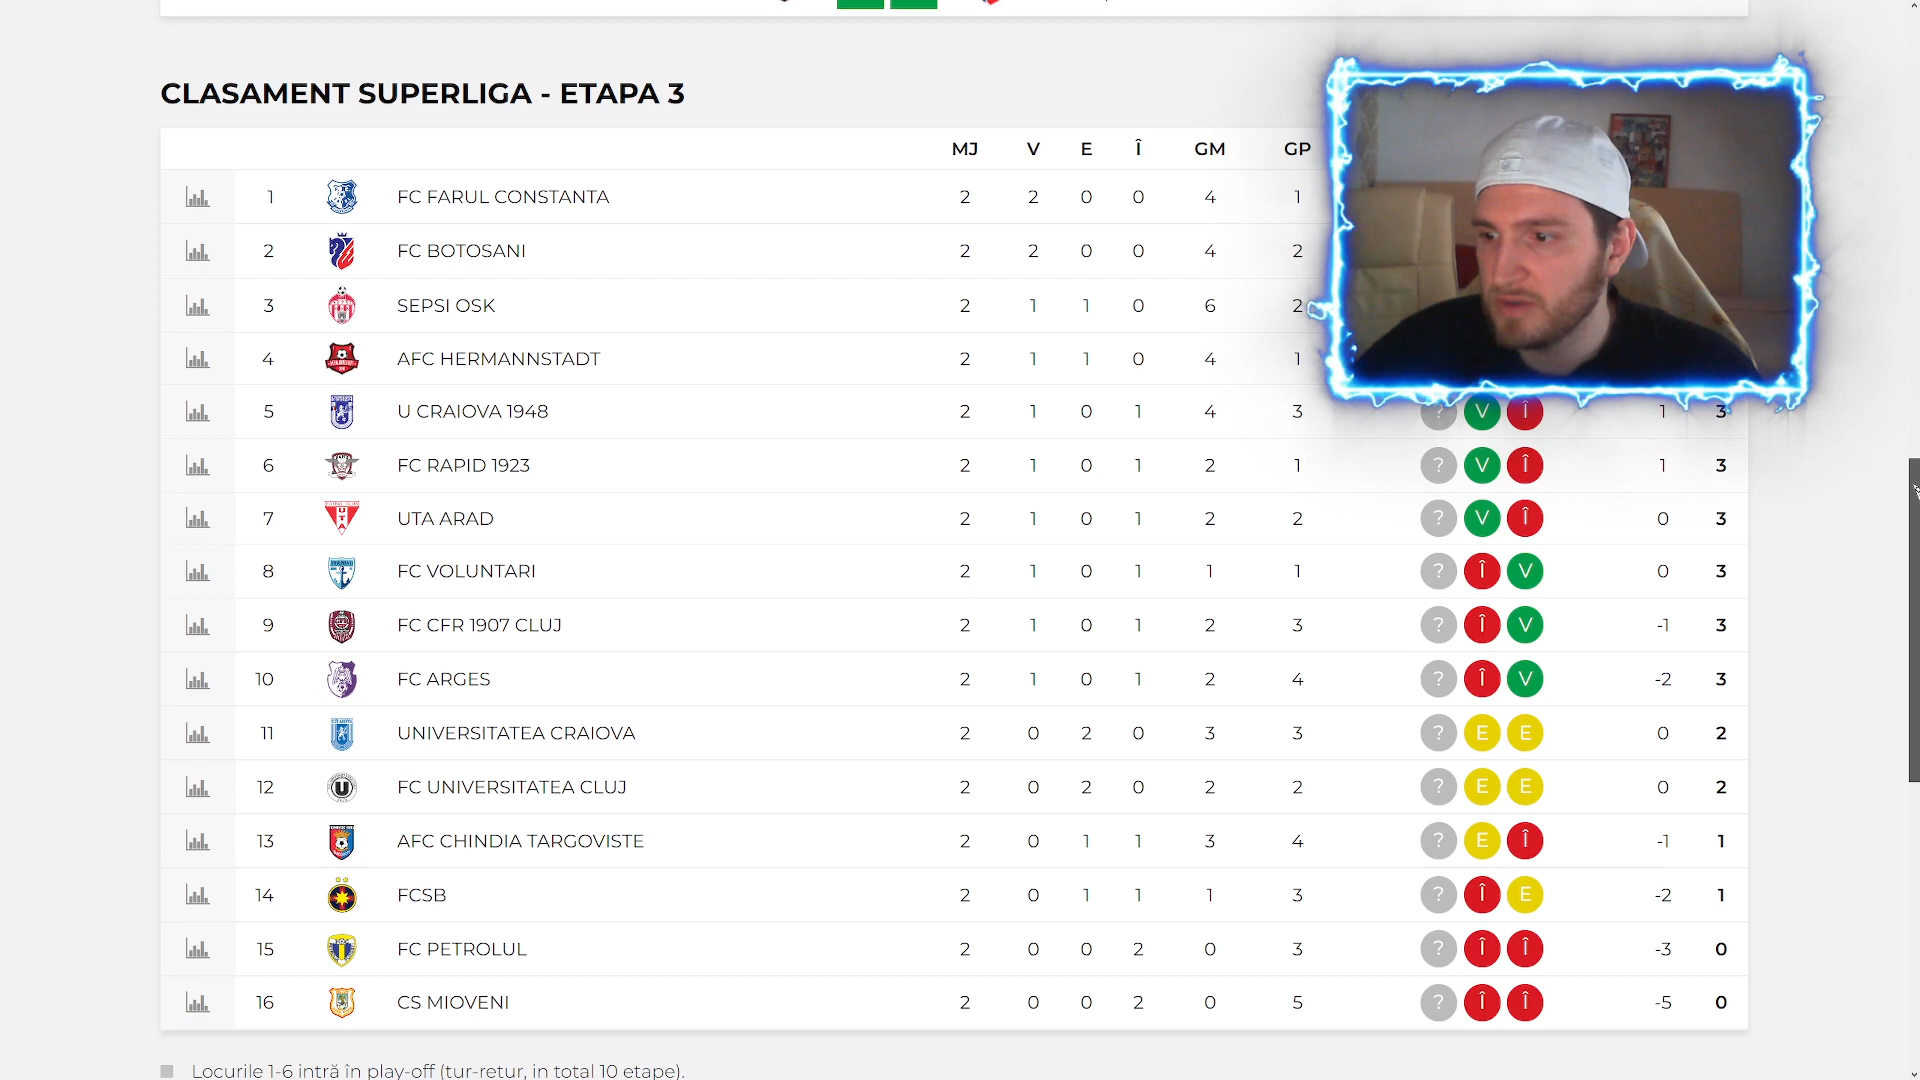 CLASAMENT SUPERLIGA - ETAPA 3
MJ V E Î GM GP
1 FC FARUL CONSTANTA 2 2 0 0 4 1
2 FC BOTOSANI 2 2 0 0 4 2
3 SEPSI OSK 2 1 1 0 6 2
4 AFC HERMANNSTADT 2 1 1 0 4 1
5 U CRAIOVA 1948 2 1 0 1 4 3 ? V Î 1 3
6 FC RAPID 1923 2 1 0 1 2 1 ? V Î 1 3
7 UTA ARAD 2 1 0 1 2 2 ? V Î 0 3
8 FC VOLUNTARI 2 1 0 1 1 1 ? Î V 0 3
9 FC CFR 1907 CLUJ 2 1 0 1 2 3 ? Î V -1 3
10 FC ARGES 2 1 0 1 2 4 ? Î V -2 3
11 UNIVERSITATEA CRAIOVA 2 0 2 0 3 3 ? E E 0 2
12 FC UNIVERSITATEA CLUJ 2 0 2 0 2 2 ? E E 0 2
13 AFC CHINDIA TARGOVISTE 2 0 1 1 3 4 ? E Î -1 1
14 FCSB 2 0 1 1 1 3 ? Î E -2 1
15 FC PETROLUL 2 0 0 2 0 3 ? Î Î -3 0
16 CS MIOVENI 2 0 0 2 0 5 ? Î Î -5 0
Locurile 1-6 intră în play-off (tur-retur, in total 10 etape).